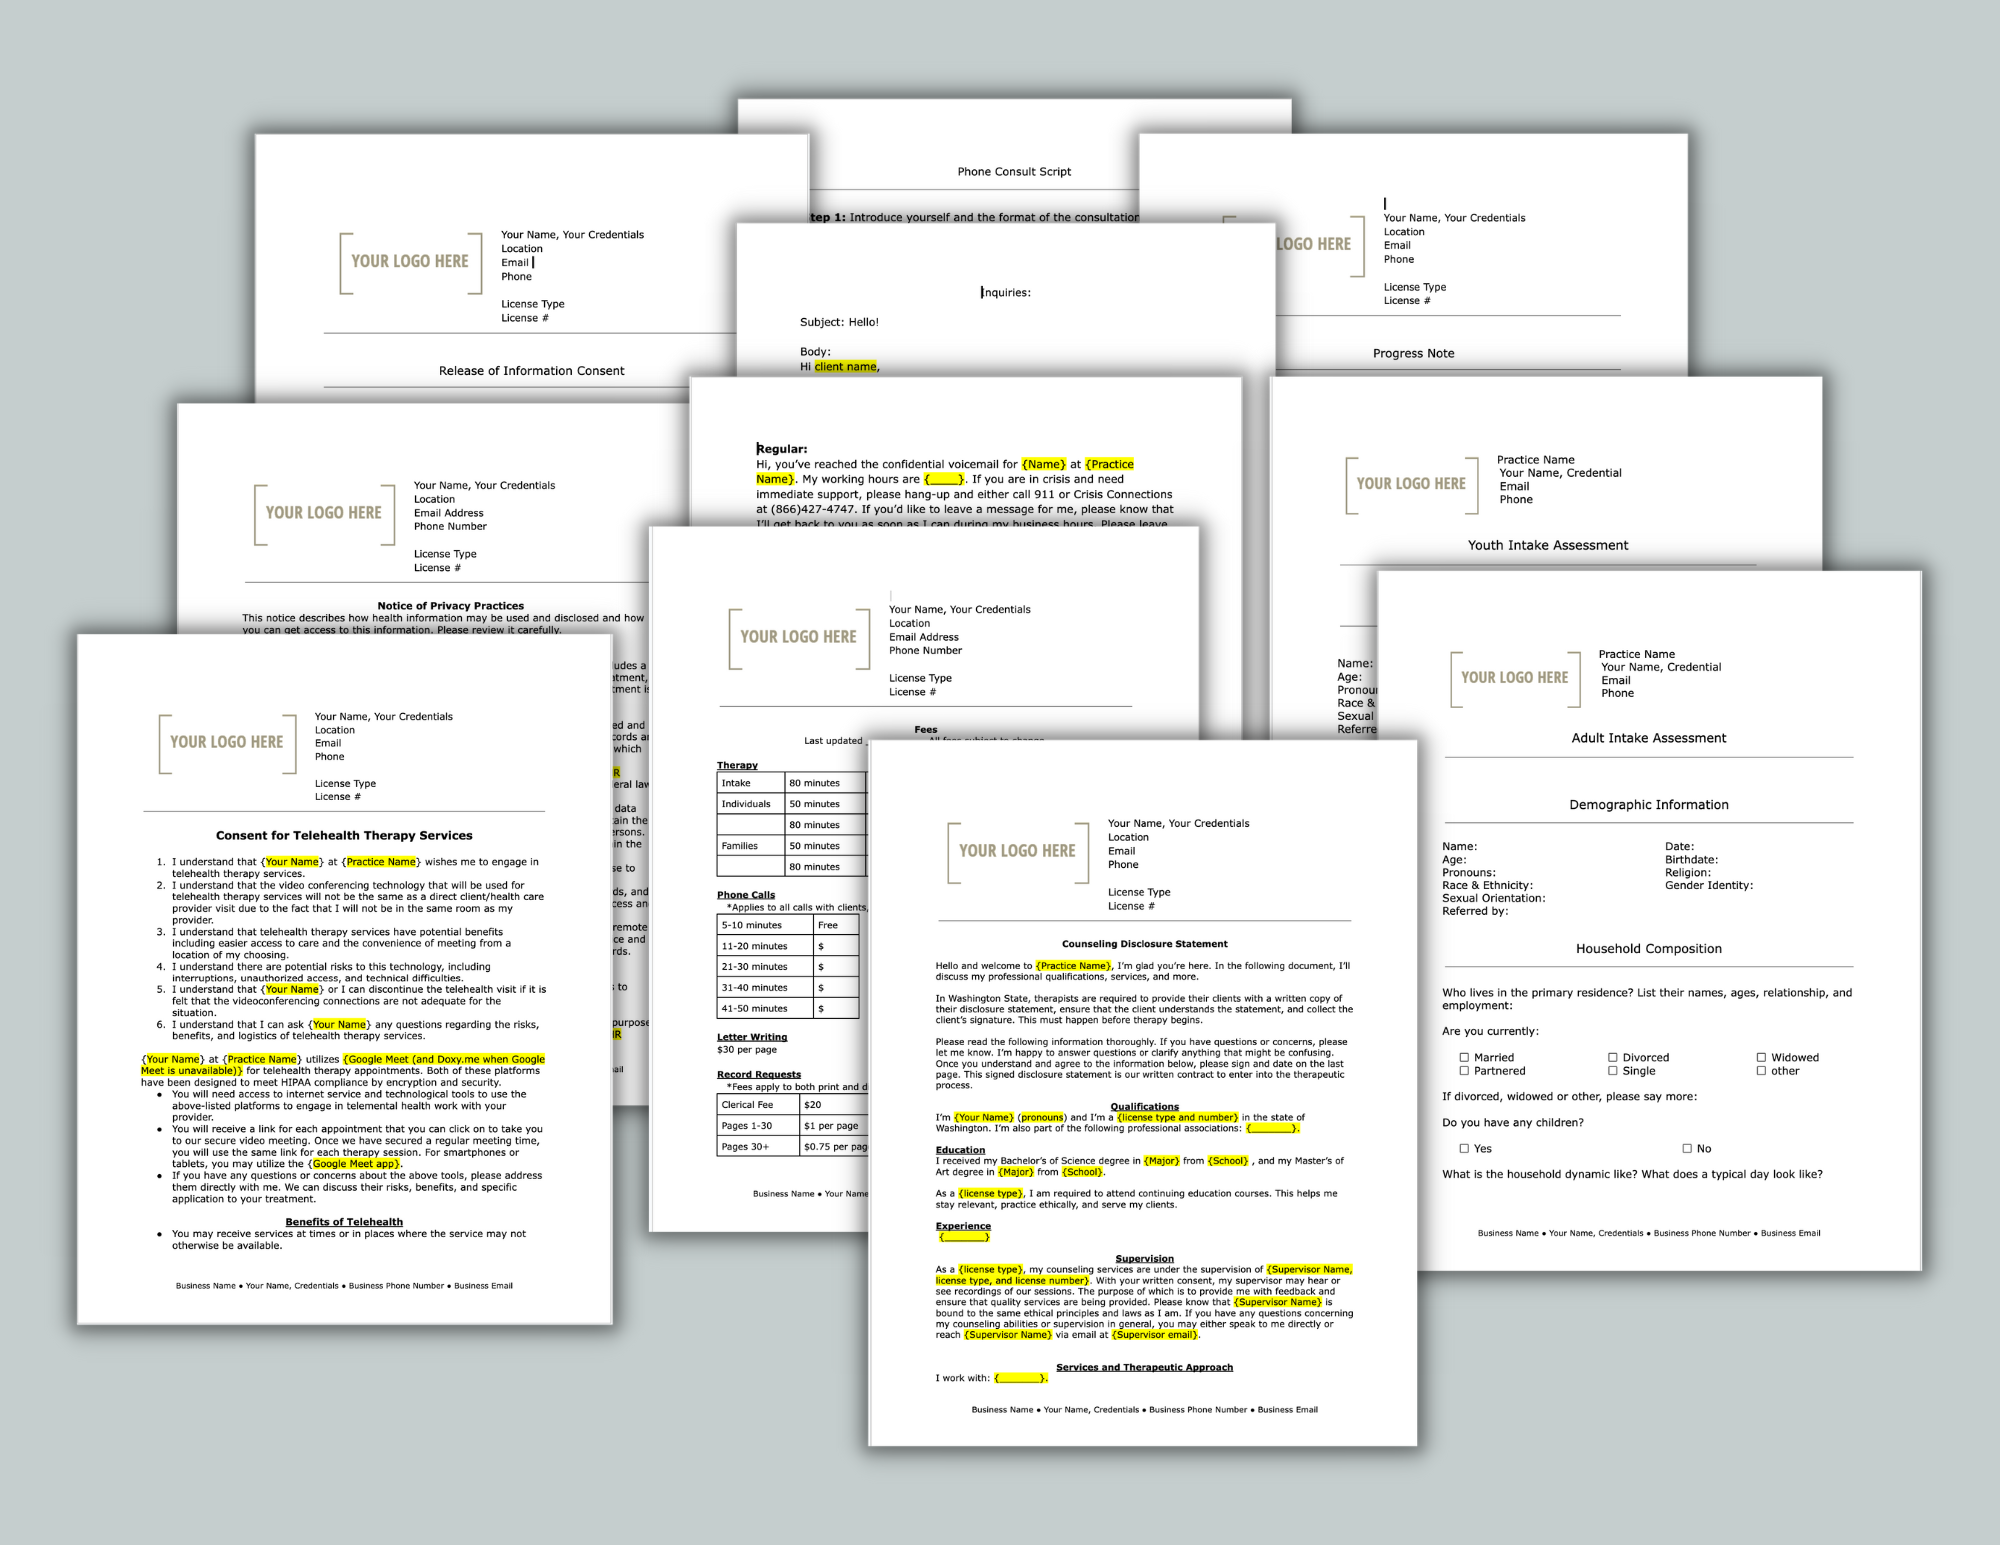 Phone Consult Script
Step 1: Introduce yourself and the format of the consultation
YOUR LOGO HERE
Your Name, Your Credentials
Location
Email
Phone
License Type
License #
Release of Information Consent
Inquiries:
Subject: Hello!
Body:
Hi client name,
LOGO HERE
Your Name, Your Credentials
Location
Email
Phone
License Type
License #
Progress Note
YOUR LOGO HERE
Your Name, Your Credentials
Location
Email Address
Phone Number
License Type
License #
Notice of Privacy Practices
This notice describes how health information may be used and disclosed and how
you can get access to this information. Please review it carefully.
Regular:
Hi, you've reached the confidential voicemail for {Name} at {Practice
Name}. My working hours are {____}. If you are in crisis and need
immediate support, please hang-up and either call 911 or Crisis Connections
at (866)427-4747. If you'd like to leave a message for me, please know that
I'll get back to you as soon as I can during my business hours. Please leave
YOUR LOGO HERE
Practice Name
Your Name, Credential
Email
Phone
Youth Intake Assessment
Name:
Age:
Race &
Sexual
YOUR LOGO HERE
Your Name, Your Credentials
Location
Email
Phone
License Type
License #
Consent for Telehealth Therapy Services
1. I understand that {Your Name} at {Practice Name} wishes me to engage in
telehealth therapy services.
2. I understand that the video conferencing technology that will be used for
telehealth therapy services will not be the same as a direct client/health care
provider visit due to the fact that I will not be in the same room as my
provider.
3. I understand that telehealth therapy services have potential benefits
including easier access to care and the convenience of meeting from a
location of my choosing.
4. I understand there are potential risks to this technology, including
interruptions, unauthorized access, and technical difficulties.
5. I understand that {Your Name} or I can discontinue the telehealth visit if it is
felt that the videoconferencing connections are not adequate for the
situation.
6. I understand that I can ask {Your Name} any questions regarding the risks,
benefits, and logistics of telehealth therapy services.
{Your Name} at {Practice Name} utilizes {Google Meet (and Doxy.me when Google
Meet is unavailable)} for telehealth therapy appointments. Both of these platforms
have been designed to meet HIPAA compliance by encryption and security.
● You will need access to internet service and technological tools to use the
above-listed platforms to engage in telemental health work with your
provider.
● You will receive a link for each appointment that you can click on to take you
to our secure video meeting. Once we have secured a regular meeting time,
you will use the same link for each therapy session. For smartphones or
tablets, you may utilize the {Google Meet app}.
● If you have any questions or concerns about the above tools, please address
them directly with me. We can discuss their risks, benefits, and specific
application to your treatment.
Benefits of Telehealth
● You may receive services at times or in places where the service may not
otherwise be available.
Business Name ● Your Name, Credentials ● Business Phone Number ● Business Email
YOUR LOGO HERE
Your Name, Your Credentials
Location
Email Address
Phone Number
License Type
License #
Fees
Last updated All fees subject to change
Therapy
Intake 80 minutes
Individuals 50 minutes
80 minutes
Families 50 minutes
80 minutes
Phone Calls
*Applies to all calls with clients,
5-10 minutes Free
11-20 minutes $
21-30 minutes $
31-40 minutes $
41-50 minutes $
Letter Writing
$30 per page
Record Requests
*Fees apply to both print and
Clerical Fee $20
Pages 1-30 $1 per page
Pages 30+ $0.75 per
Business Name ● Your Name
YOUR LOGO HERE
Your Name, Your Credentials
Location
Email
Phone
License Type
License #
Counseling Disclosure Statement
Hello and welcome to {Practice Name}, I'm glad you're here. In the following document, I'll
discuss my professional qualifications, services, and more.
In Washington State, therapists are required to provide their clients with a written copy of
their disclosure statement, ensure that the client understands the statement, and collect the
client's signature. This must happen before therapy begins.
Please read the following information thoroughly. If you have questions or concerns, please
let me know. I'm happy to answer questions or clarify anything that might be confusing.
Once you understand and agree to the information below, please sign and date on the last
page. This signed disclosure statement is our written contract to enter into the therapeutic
process.
Qualifications
I'm {Your Name} (pronouns) and I'm a {license type and number} in the state of
Washington. I'm also part of the following professional associations: {_______}.
Education
I received my Bachelor's of Science degree in {Major} from {School} , and my Master's of
Art degree in {Major} from {School}.
As a {license type}, I am required to attend continuing education courses. This helps me
stay relevant, practice ethically, and serve my clients.
Experience
{_______}
Supervision
As a {license type}, my counseling services are under the supervision of {Supervisor Name,
license type, and license number}. With your written consent, my supervisor may hear or
see recordings of our sessions. The purpose of which is to provide me with feedback and
ensure that quality services are being provided. Please know that {Supervisor Name} is
bound to the same ethical principles and laws as I am. If you have any questions concerning
my counseling abilities or supervision in general, you may either speak to me directly or
reach {Supervisor Name} via email at {Supervisor email}.
Services and Therapeutic Approach
I work with: {_______}.
Business Name ● Your Name, Credentials ● Business Phone Number ● Business Email
YOUR LOGO HERE
Practice Name
Your Name, Credential
Email
Phone
Adult Intake Assessment
Demographic Information
Name: Date:
Age: Birthdate:
Pronouns: Religion:
Race & Ethnicity: Gender Identity:
Sexual Orientation:
Referred by:
Household Composition
Who lives in the primary residence? List their names, ages, relationship, and
employment:
Are you currently:
☐ Married ☐ Divorced ☐ Widowed
☐ Partnered ☐ Single ☐ other
If divorced, widowed or other, please say more:
Do you have any children?
☐ Yes ☐ No
What is the household dynamic like? What does a typical day look like?
Business Name ● Your Name, Credentials ● Business Phone Number ● Business Email